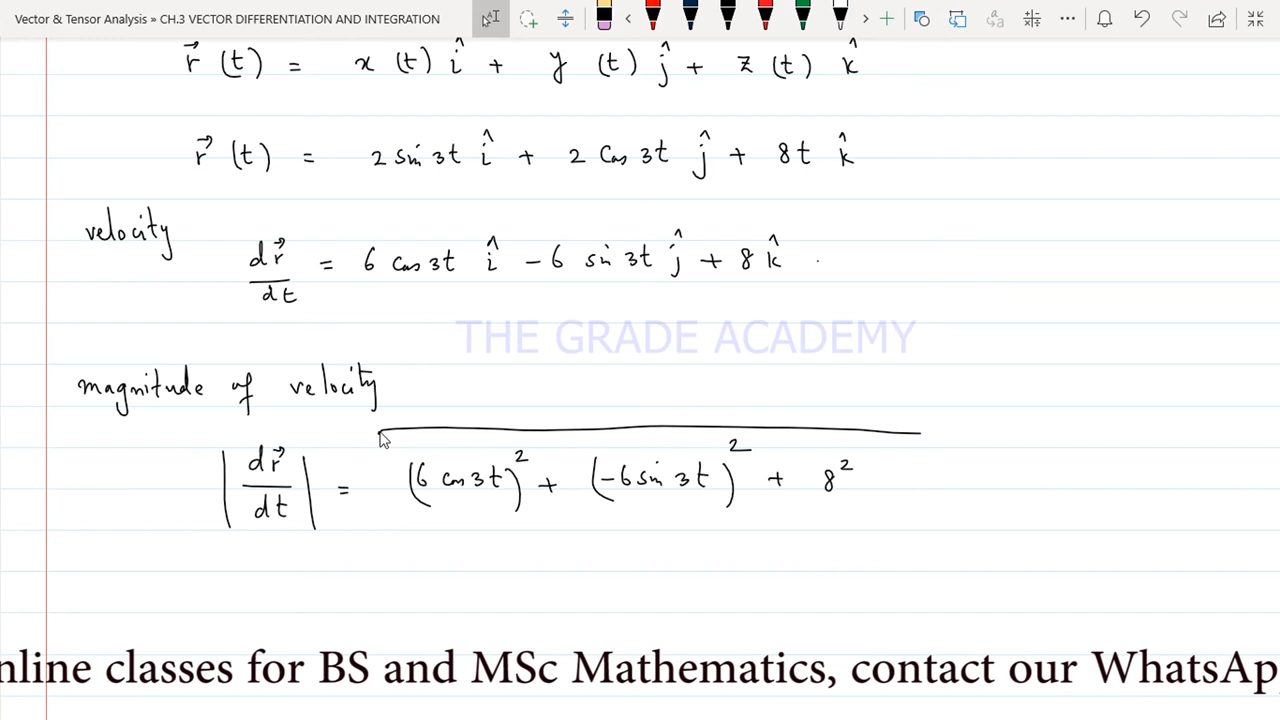 Vector & Tensor Analysis » CH.3 VECTOR DIFFERENTIATION AND INTEGRATION
r⃗ (t) = x (t) î + y (t) ĵ + z (t) k̂
r⃗ (t) = 2 sin 3t î + 2 Cos 3t ĵ + 8t k̂
velocity
dr⃗/dt = 6 cos 3t î - 6 sin 3t ĵ + 8 k̂
THE GRADE ACADEMY
magnitude of velocity
|dr⃗/dt| = (6 cos 3t)² + (-6 sin 3t)² + 8²
nline classes for BS and MSc Mathematics, contact our WhatsAp